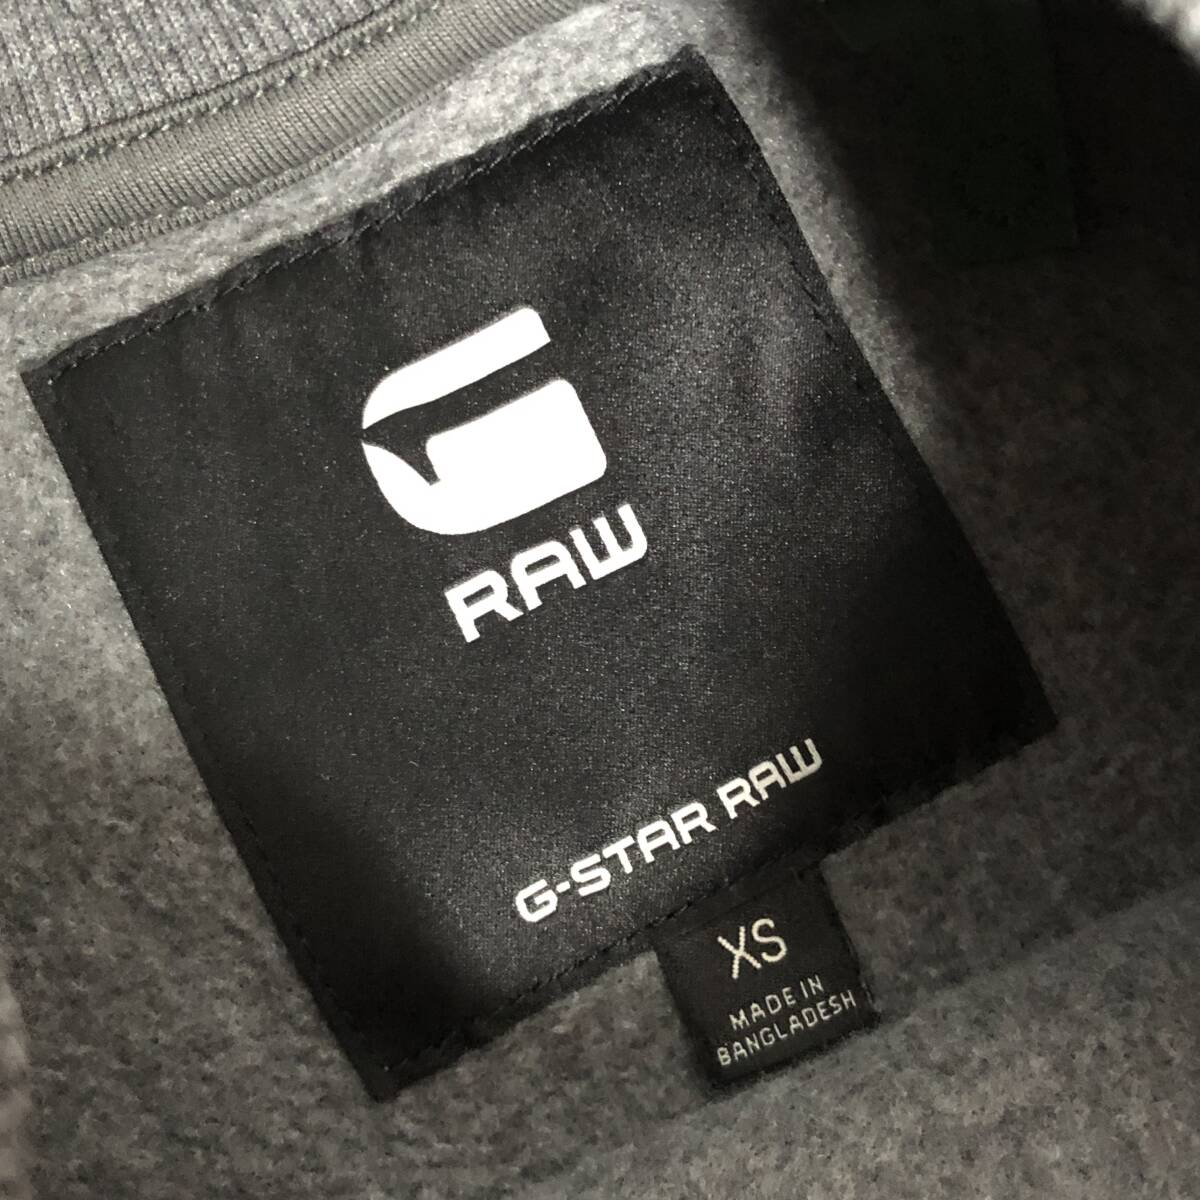 G
RAW
G-STAR RAW
XS
MADE IN
BANGLADESH